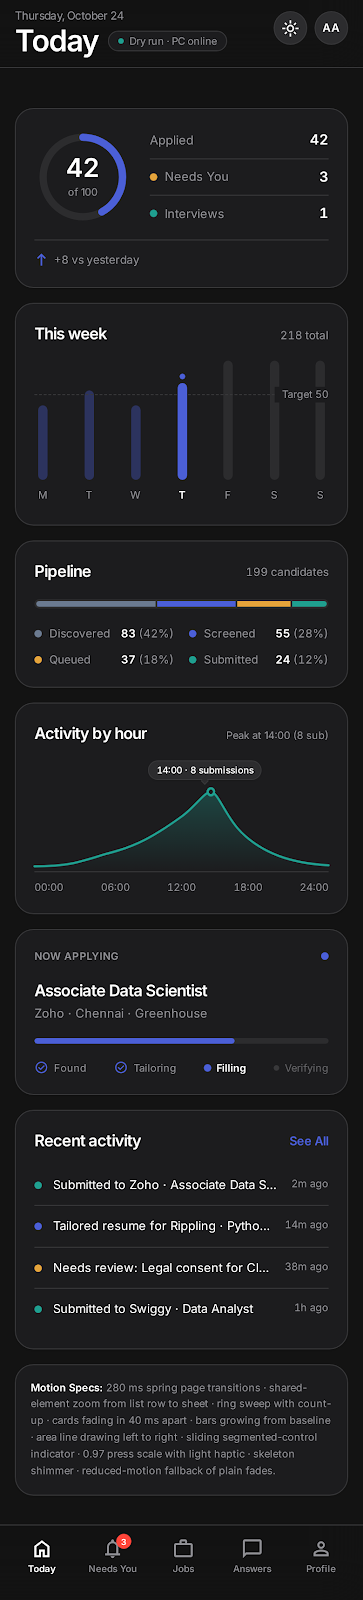 Thursday, October 24
Today
Dry run · PC online
AA
42
of 100
Applied 42
Needs You 3
Interviews 1
↑ +8 vs yesterday
This week 218 total
Target 50
M T W T F S S
Pipeline 199 candidates
Discovered 83 (42%) Screened 55 (28%)
Queued 37 (18%) Submitted 24 (12%)
Activity by hour Peak at 14:00 (8 sub)
14:00 · 8 submissions
00:00 06:00 12:00 18:00 24:00
NOW APPLYING
Associate Data Scientist
Zoho · Chennai · Greenhouse
Found Tailoring Filling Verifying
Recent activity See All
Submitted to Zoho · Associate Data S... 2m ago
Tailored resume for Rippling · Pytho... 14m ago
Needs review: Legal consent for Cl... 38m ago
Submitted to Swiggy · Data Analyst 1h ago
Motion Specs: 280 ms spring page transitions · shared-
element zoom from list row to sheet · ring sweep with count-
up · cards fading in 40 ms apart · bars growing from baseline
· area line drawing left to right · sliding segmented-control
indicator · 0.97 press scale with light haptic · skeleton
shimmer · reduced-motion fallback of plain fades.
3
Today Needs You Jobs Answers Profile